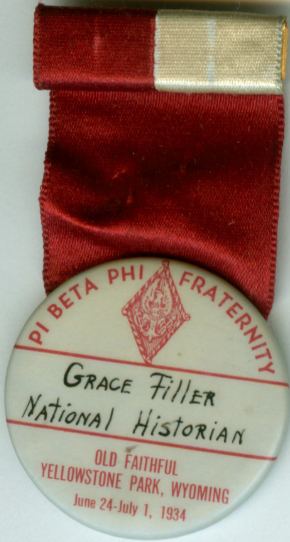 PI BETA PHI FRATERNITY
GRACE FILLER
NATIONAL HISTORIAN
OLD FAITHFUL
YELLOWSTONE PARK, WYOMING
June 24-July 1, 1934